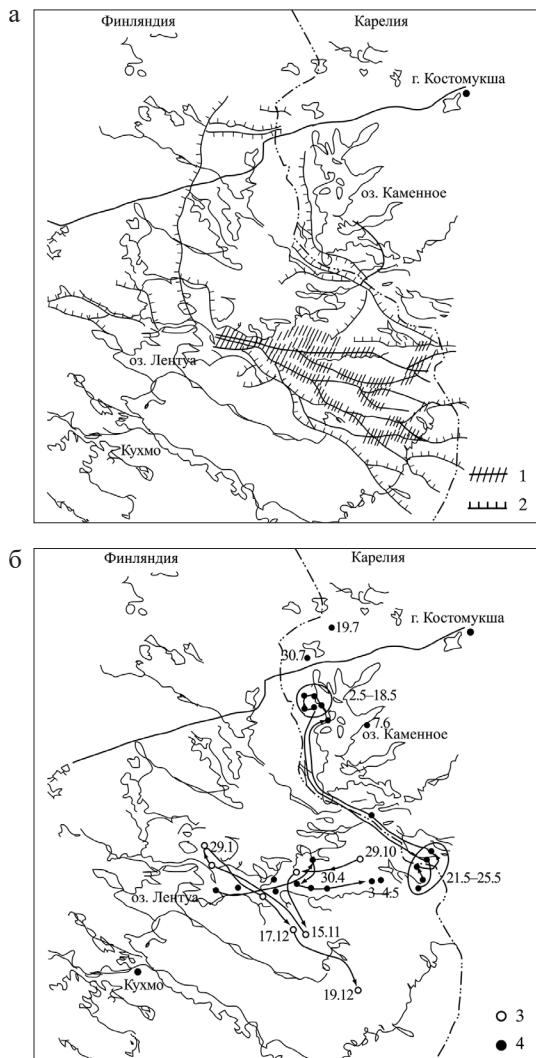 а
Финляндия Карелия
г. Костомукша
оз. Каменное
оз. Лентуа
Кухмо
1
2
б
Финляндия Карелия
19.7
г. Костомукша
30.7
2.5–18.5
7.6
оз. Каменное
29.1
29.10
30.4
21.5–25.5
3–4.5
оз. Лентуа
17.12
15.11
Кухмо
19.12
3
4